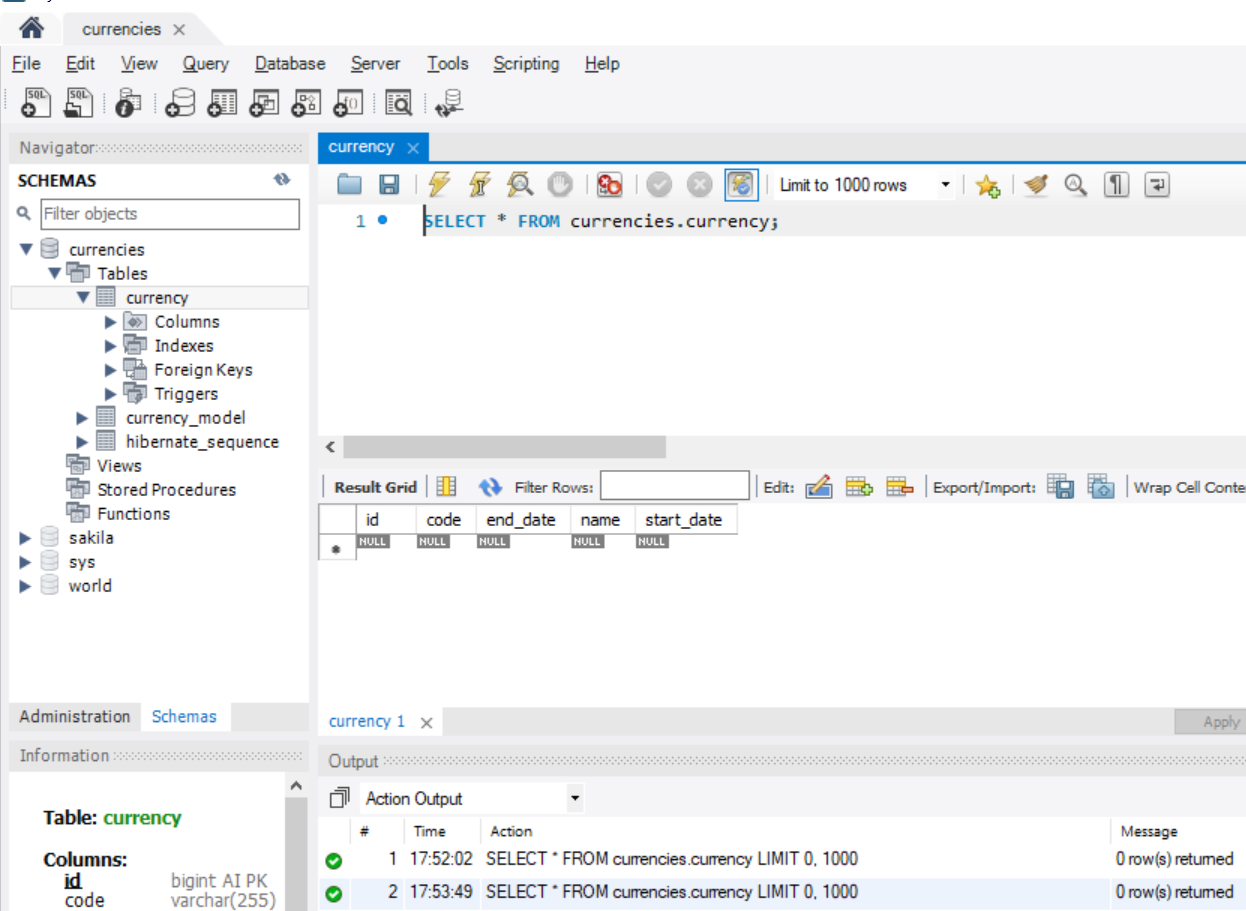 currencies
File Edit View Query Database Server Tools Scripting Help
SQL SQL
Navigator
SCHEMAS
Filter objects
currencies
Tables
currency
Columns
Indexes
Foreign Keys
Triggers
currency_model
hibernate_sequence
Views
Stored Procedures
Functions
sakila
sys
world
Administration Schemas
Information
Table: currency
Columns:
id bigint AI PK
code varchar(255)
currency
Limit to 1000 rows
1 SELECT * FROM currencies.currency;
Result Grid Filter Rows: Edit: Export/Import: Wrap Cell Conte
id code end_date name start_date
NULL NULL NULL NULL NULL
currency 1 Apply
Output
Action Output
# Time Action Message
1 17:52:02 SELECT * FROM currencies.currency LIMIT 0, 1000 0 row(s) returned
2 17:53:49 SELECT * FROM currencies.currency LIMIT 0, 1000 0 row(s) returned